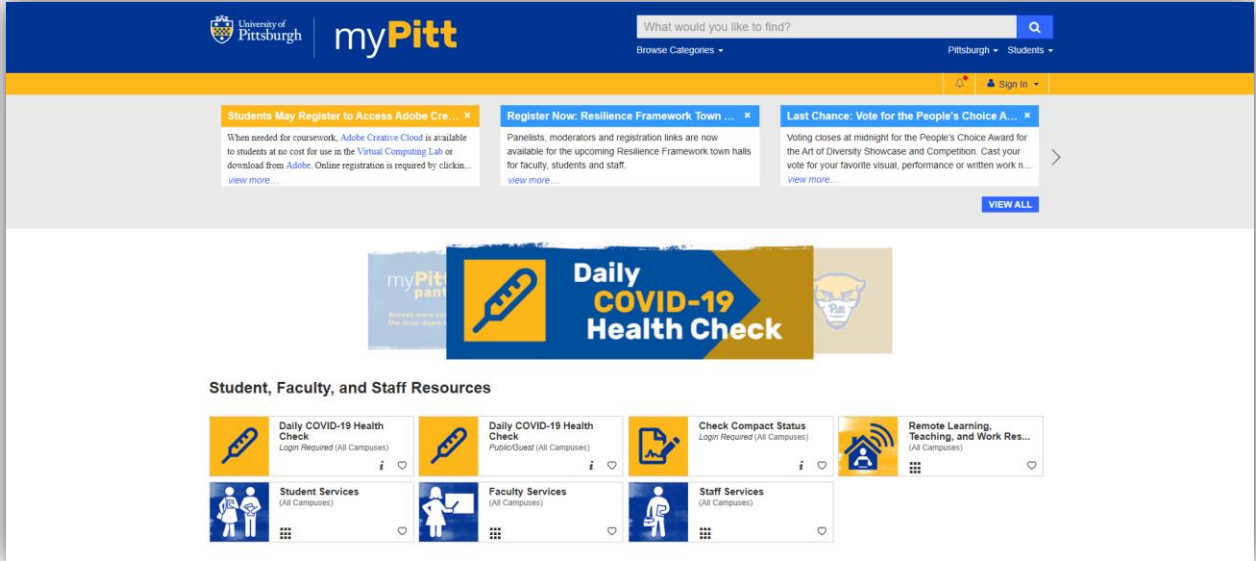 University of
Pittsburgh
myPitt
What would you like to find?
Browse Categories
Pittsburgh
Students
Sign In
Students May Register to Access Adobe Cre...
When needed for coursework, Adobe Creative Cloud is available
to students at no cost for use in the Virtual Computing Lab or
download from Adobe. Online registration is required by clickin...
view more...
Register Now: Resilience Framework Town ...
Panelists, moderators and registration links are now
available for the upcoming Resilience Framework town halls
for faculty, students and staff.
view more...
Last Chance: Vote for the People's Choice A...
Voting closes at midnight for the People's Choice Award for
the Art of Diversity Showcase and Competition. Cast your
vote for your favorite visual, performance or written work n...
view more...
VIEW ALL
myPitt
pant
Access more
the drop-down
Daily
COVID-19
Health Check
Pitt
Student, Faculty, and Staff Resources
Daily COVID-19 Health
Check
Login Required (All Campuses)
i
Daily COVID-19 Health
Check
Public/Guest (All Campuses)
i
Check Compact Status
Login Required (All Campuses)
i
Remote Learning,
Teaching, and Work Res...
(All Campuses)
Student Services
(All Campuses)
Faculty Services
(All Campuses)
Staff Services
(All Campuses)